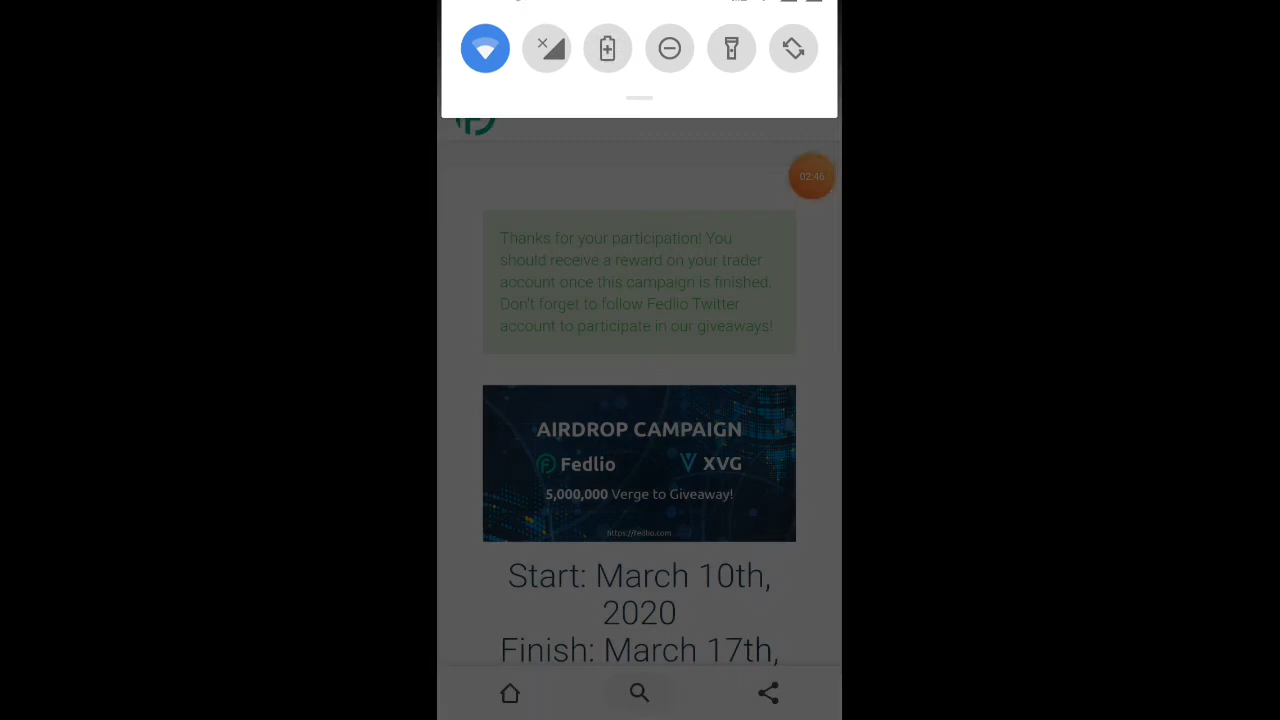 02:46
Thanks for your participation! You
should receive a reward on your trader
account once this campaign is finished.
Don't forget to follow Fedlio Twitter
account to participate in our giveaways!
AIRDROP CAMPAIGN
Fedlio XVG
5,000,000 Verge to Giveaway!
https://fedlio.com
Start: March 10th,
2020
Finish: March 17th,